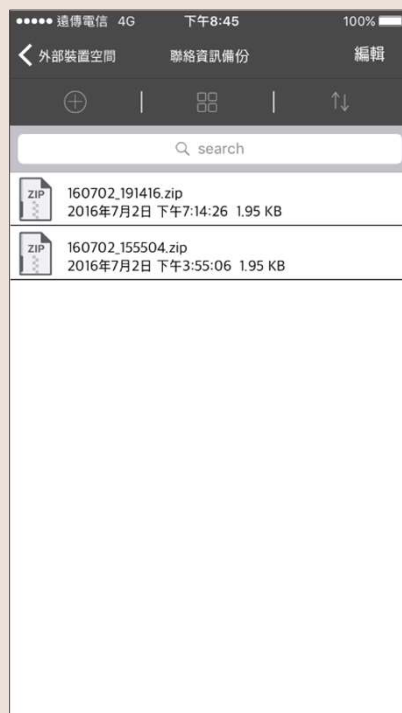 遠傳電信 4G 下午8:45 100%
外部裝置空間 聯絡資訊備份 編輯
search
ZIP 160702_191416.zip
2016年7月2日 下午7:14:26 1.95 KB
ZIP 160702_155504.zip
2016年7月2日 下午3:55:06 1.95 KB